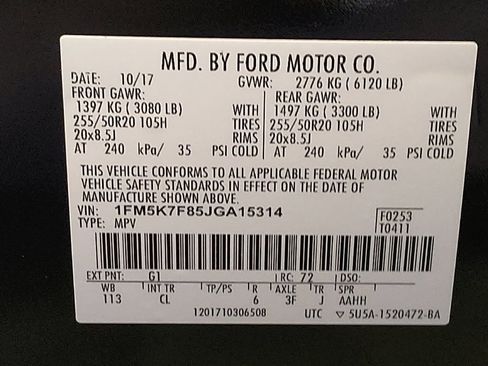 MFD. BY FORD MOTOR CO.
DATE: 10/17 GVWR: 2776 KG ( 6120 LB)
FRONT GAWR: REAR GAWR:
1397 KG ( 3080 LB) WITH 1497 KG ( 3300 LB) WITH
255/50R20 105H TIRES 255/50R20 105H TIRES
20x8.5J RIMS 20x8.5J RIMS
AT 240 kPa/ 35 PSI COLD AT 240 kPa/ 35 PSI COLD
THIS VEHICLE CONFORMS TO ALL APPLICABLE FEDERAL MOTOR
VEHICLE SAFETY STANDARDS IN EFFECT ON THE DATE OF
MANUFACTURE SHOWN ABOVE.
VIN: 1FM5K7F85JGA15314 F0253
TYPE: MPV T0411
EXT PNT: G1 RC: 72 DSO:
WB INT TR TP/PS R AXLE TR SPR
113 CL 6 3F J AAHH
1201710306508 UTC ▽ 5U5A-1520472-BA